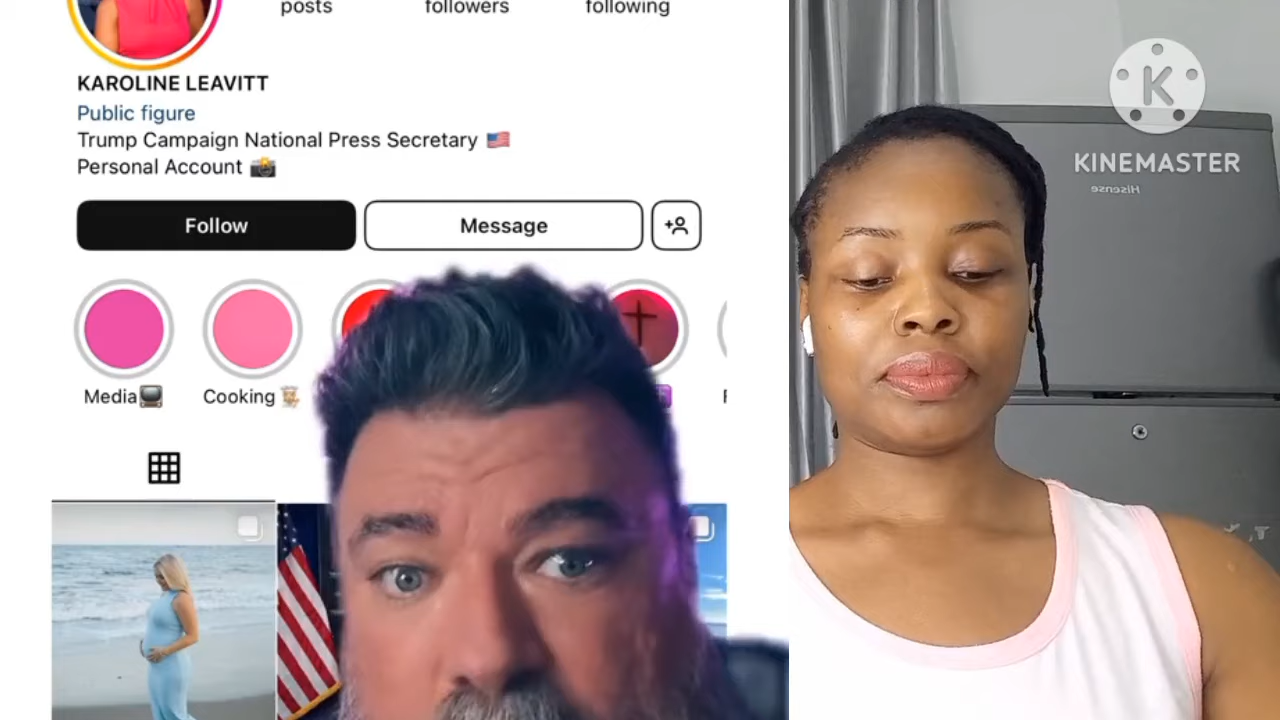 posts followers following
KAROLINE LEAVITT
Public figure
Trump Campaign National Press Secretary 🇺🇸
Personal Account 📸
Follow Message
Media📺 Cooking 👩🏼‍🍳
KINEMASTER
Hisense